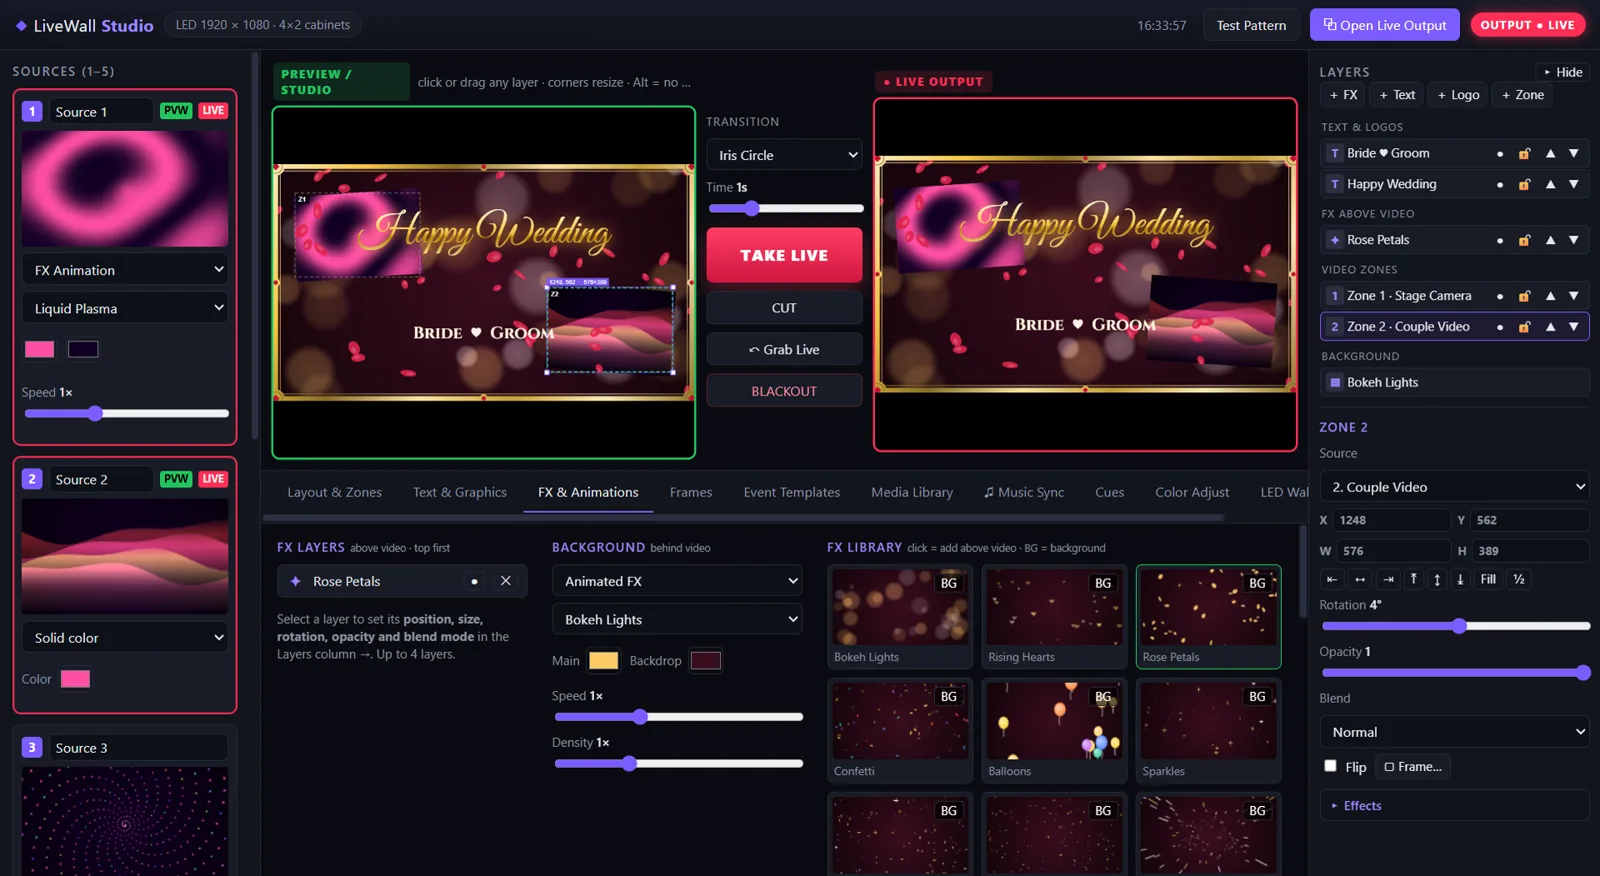 LiveWall Studio
LED 1920 × 1080 · 4×2 cabinets
16:33:57
Test Pattern
Open Live Output
OUTPUT ● LIVE
SOURCES (1–5)
1 Source 1 PVW LIVE
FX Animation
Liquid Plasma
Speed 1×
2 Source 2 PVW LIVE
Solid color
Color
3 Source 3
PREVIEW / STUDIO
click or drag any layer · corners resize · Alt = no ...
Z1
Happy Wedding
1248,562 576×389
Z2
BRIDE ♥ GROOM
TRANSITION
Iris Circle
Time 1s
TAKE LIVE
CUT
⤺ Grab Live
BLACKOUT
● LIVE OUTPUT
Happy Wedding
BRIDE ♥ GROOM
Layout & Zones
Text & Graphics
FX & Animations
Frames
Event Templates
Media Library
♫ Music Sync
Cues
Color Adjust
LED Wal
FX LAYERS above video · top first
✦ Rose Petals ● ✕
Select a layer to set its position, size,
rotation, opacity and blend mode in the
Layers column →. Up to 4 layers.
BACKGROUND behind video
Animated FX
Bokeh Lights
Main
Backdrop
Speed 1×
Density 1×
FX LIBRARY click = add above video · BG = background
BG
BG
BG
Bokeh Lights
Rising Hearts
Rose Petals
BG
BG
BG
Confetti
Balloons
Sparkles
BG
BG
BG
LAYERS
▸ Hide
+ FX
+ Text
+ Logo
+ Zone
TEXT & LOGOS
T Bride ♥ Groom ● 🔓 ▲ ▼
T Happy Wedding ● 🔓 ▲ ▼
FX ABOVE VIDEO
✦ Rose Petals ● 🔓 ▲ ▼
VIDEO ZONES
1 Zone 1 · Stage Camera ● 🔓 ▲ ▼
2 Zone 2 · Couple Video ● 🔓 ▲ ▼
BACKGROUND
Bokeh Lights
ZONE 2
Source
2. Couple Video
X 1248 Y 562
W 576 H 389
⇤ ↔ ⇥ ⤒ ↕ ⤓ Fill ½
Rotation 4°
Opacity 1
Blend
Normal
Flip
▢ Frame...
▸ Effects